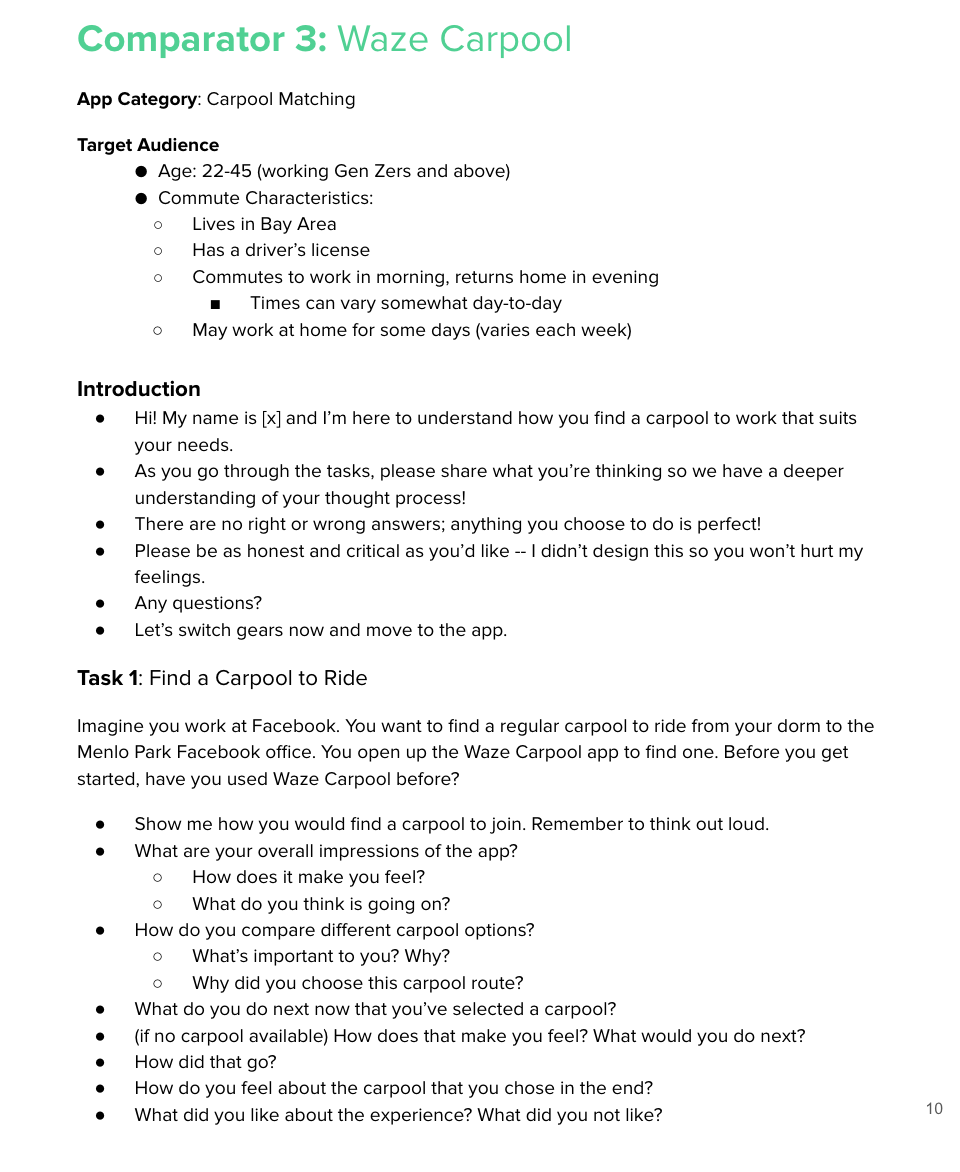 Comparator 3: Waze Carpool
App Category: Carpool Matching
Target Audience
● Age: 22-45 (working Gen Zers and above)
● Commute Characteristics:
○ Lives in Bay Area
○ Has a driver’s license
○ Commutes to work in morning, returns home in evening
■ Times can vary somewhat day-to-day
○ May work at home for some days (varies each week)
Introduction
● Hi! My name is [x] and I’m here to understand how you find a carpool to work that suits
your needs.
● As you go through the tasks, please share what you’re thinking so we have a deeper
understanding of your thought process!
● There are no right or wrong answers; anything you choose to do is perfect!
● Please be as honest and critical as you’d like -- I didn’t design this so you won’t hurt my
feelings.
● Any questions?
● Let’s switch gears now and move to the app.
Task 1: Find a Carpool to Ride
Imagine you work at Facebook. You want to find a regular carpool to ride from your dorm to the
Menlo Park Facebook office. You open up the Waze Carpool app to find one. Before you get
started, have you used Waze Carpool before?
● Show me how you would find a carpool to join. Remember to think out loud.
● What are your overall impressions of the app?
○ How does it make you feel?
○ What do you think is going on?
● How do you compare different carpool options?
○ What’s important to you? Why?
○ Why did you choose this carpool route?
● What do you do next now that you’ve selected a carpool?
● (if no carpool available) How does that make you feel? What would you do next?
● How did that go?
● How do you feel about the carpool that you chose in the end?
● What did you like about the experience? What did you not like?
10